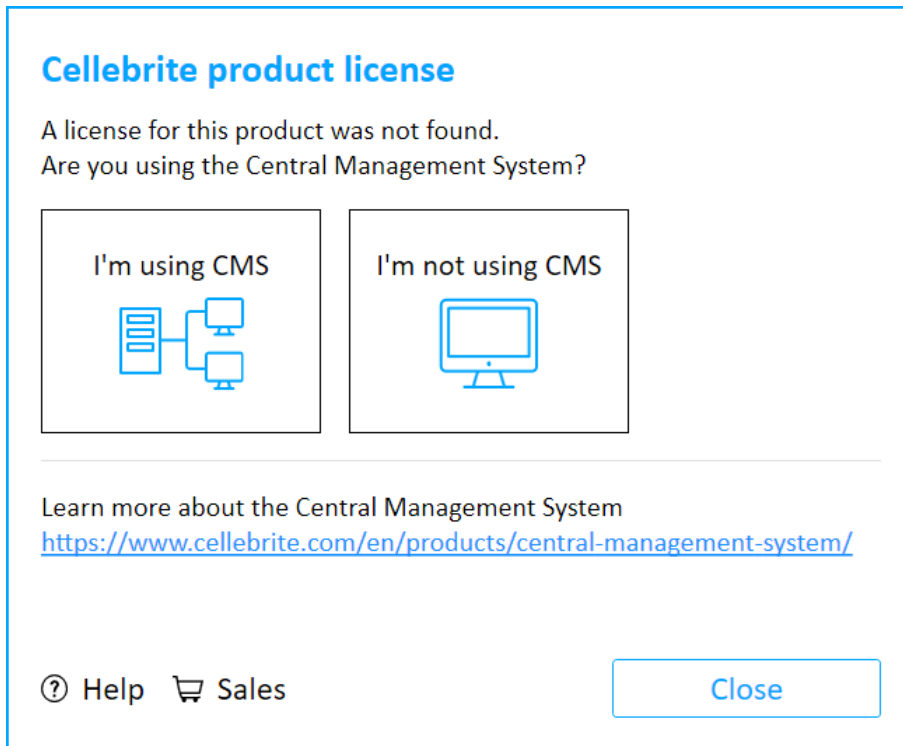 Cellebrite product license
A license for this product was not found.
Are you using the Central Management System?
I'm using CMS
I'm not using CMS
Learn more about the Central Management System
https://www.cellebrite.com/en/products/central-management-system/
? Help
Sales
Close